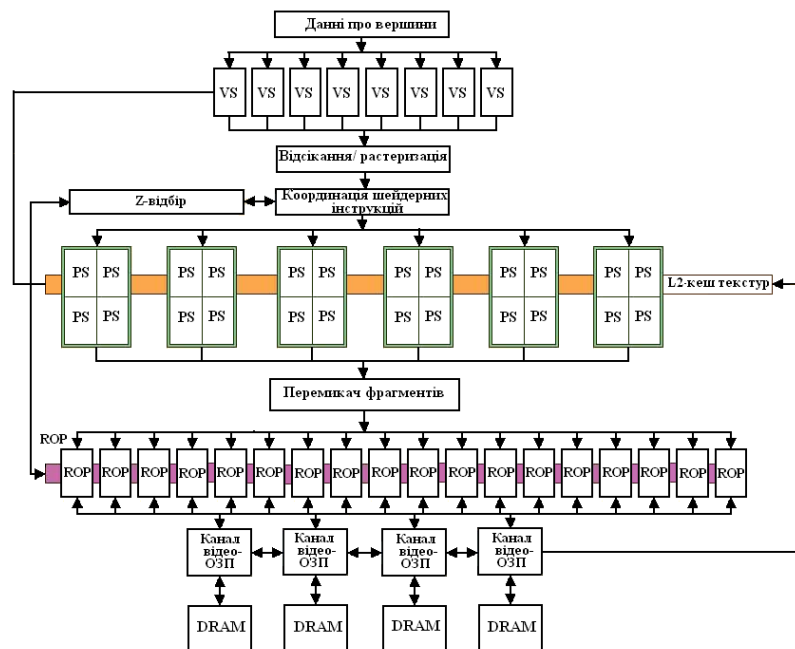 Данні про вершини
VS VS VS VS VS VS VS VS
Відсікання/ растеризація
Z-відбір
Координація шейдерних
інструкцій
PS PS PS PS PS PS PS PS PS PS PS PS
L2-кеш текстур
PS PS PS PS PS PS PS PS PS PS PS PS
Перемикач фрагментів
ROP
ROP ROP ROP ROP ROP ROP ROP ROP ROP ROP ROP ROP ROP ROP ROP ROP ROP ROP
Канал Канал Канал Канал
відео- відео- відео- відео-
ОЗП ОЗП ОЗП ОЗП
DRAM DRAM DRAM DRAM